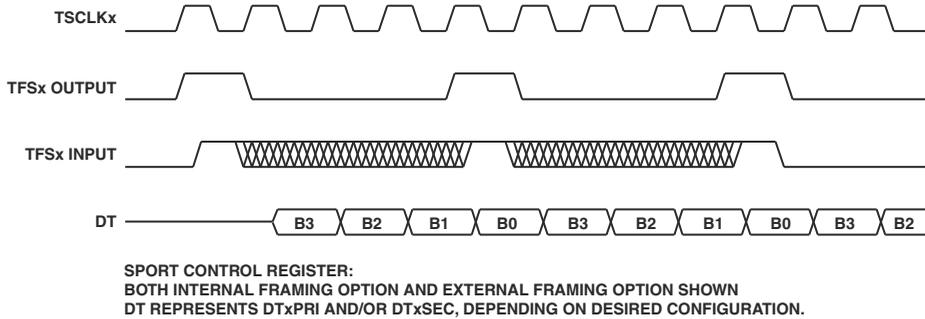 TSCLKx
TFSx OUTPUT
TFSx INPUT
DT B3 B2 B1 B0 B3 B2 B1 B0 B3 B2
SPORT CONTROL REGISTER:
BOTH INTERNAL FRAMING OPTION AND EXTERNAL FRAMING OPTION SHOWN
DT REPRESENTS DTxPRI AND/OR DTxSEC, DEPENDING ON DESIRED CONFIGURATION.